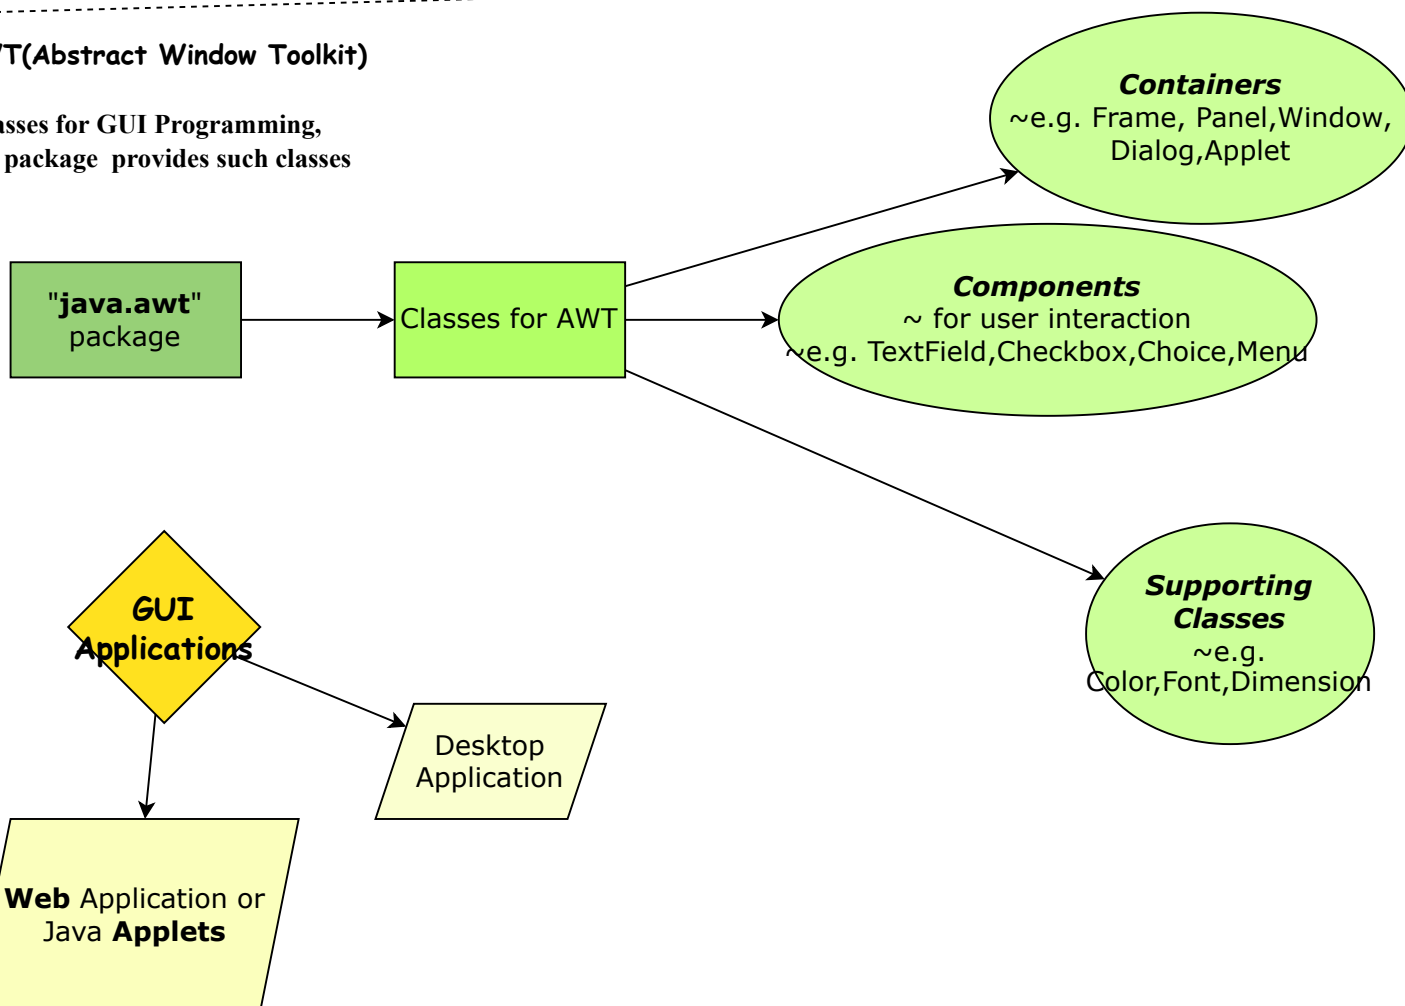 T(Abstract Window Toolkit)
asses for GUI Programming,
package provides such classes
Containers
~e.g. Frame, Panel,Window,
Dialog,Applet
"java.awt"
package
Classes for AWT
Components
~ for user interaction
~e.g. TextField,Checkbox,Choice,Menu
Supporting
Classes
~e.g.
Color,Font,Dimension
GUI
Applications
Desktop
Application
Web Application or
Java Applets